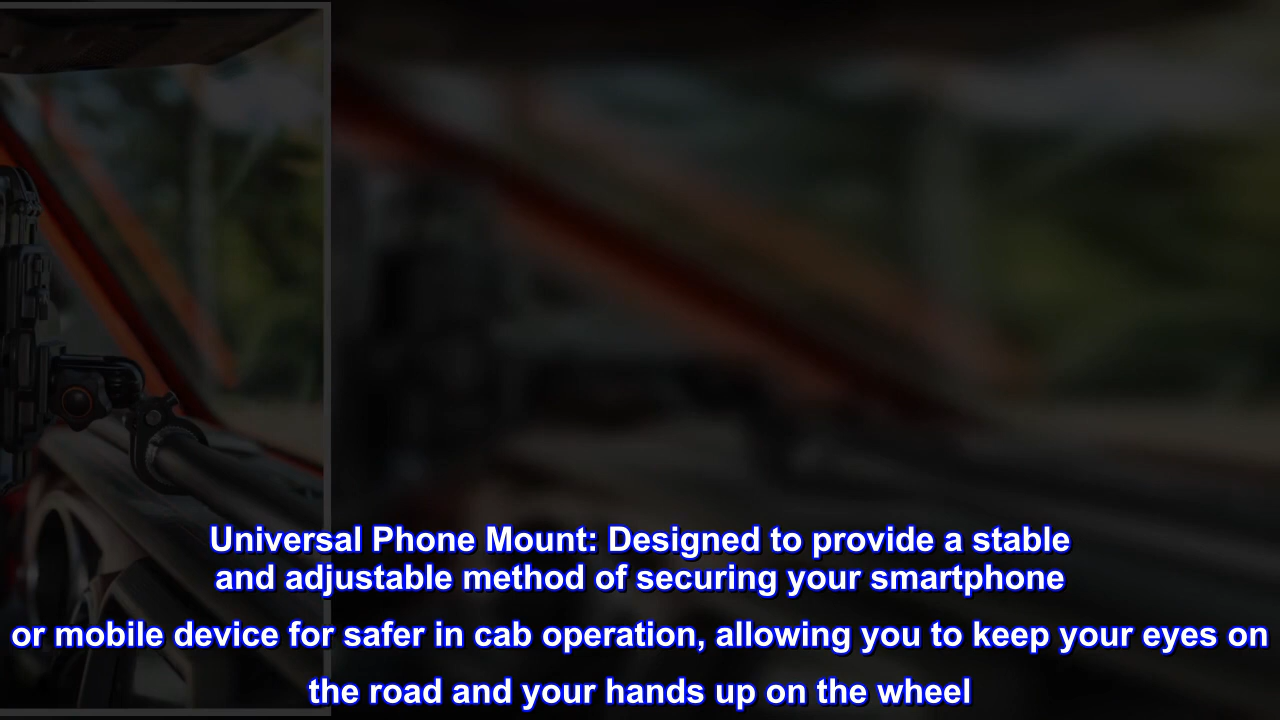 Universal Phone Mount: Designed to provide a stable
and adjustable method of securing your smartphone
or mobile device for safer in cab operation, allowing you to keep your eyes on
the road and your hands up on the wheel